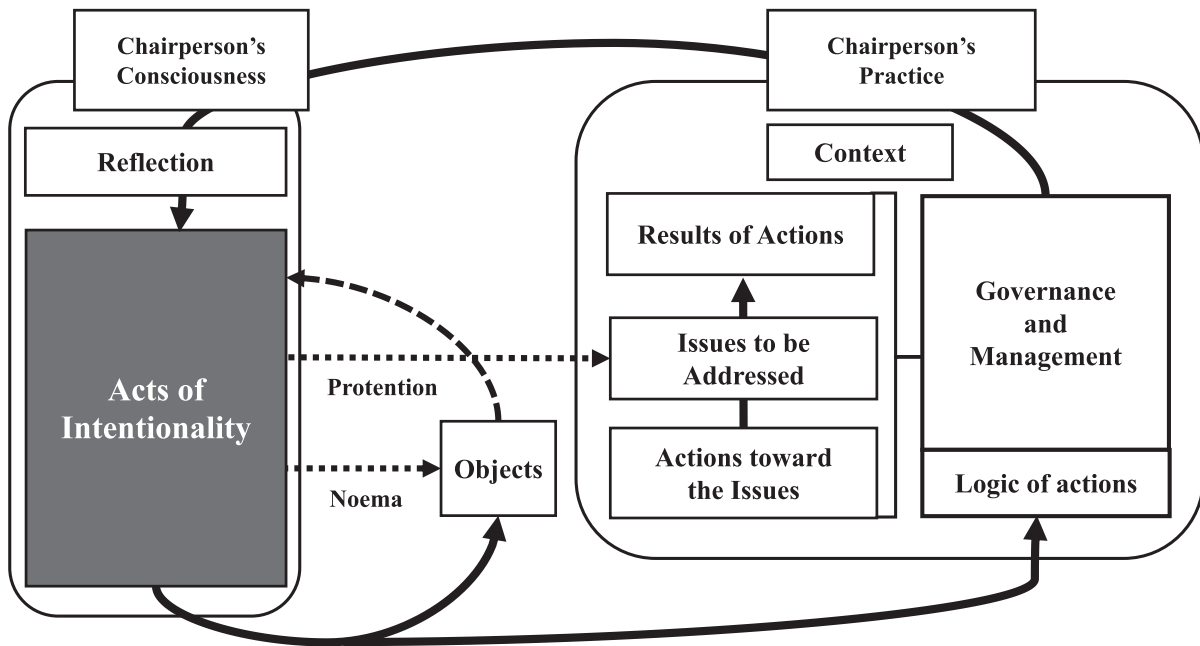 Chairperson's
Consciousness
Reflection
Acts of
Intentionality
Protention
Noema
Objects
Chairperson's
Practice
Context
Results of Actions
Issues to be
Addressed
Actions toward
the Issues
Governance
and
Management
Logic of actions